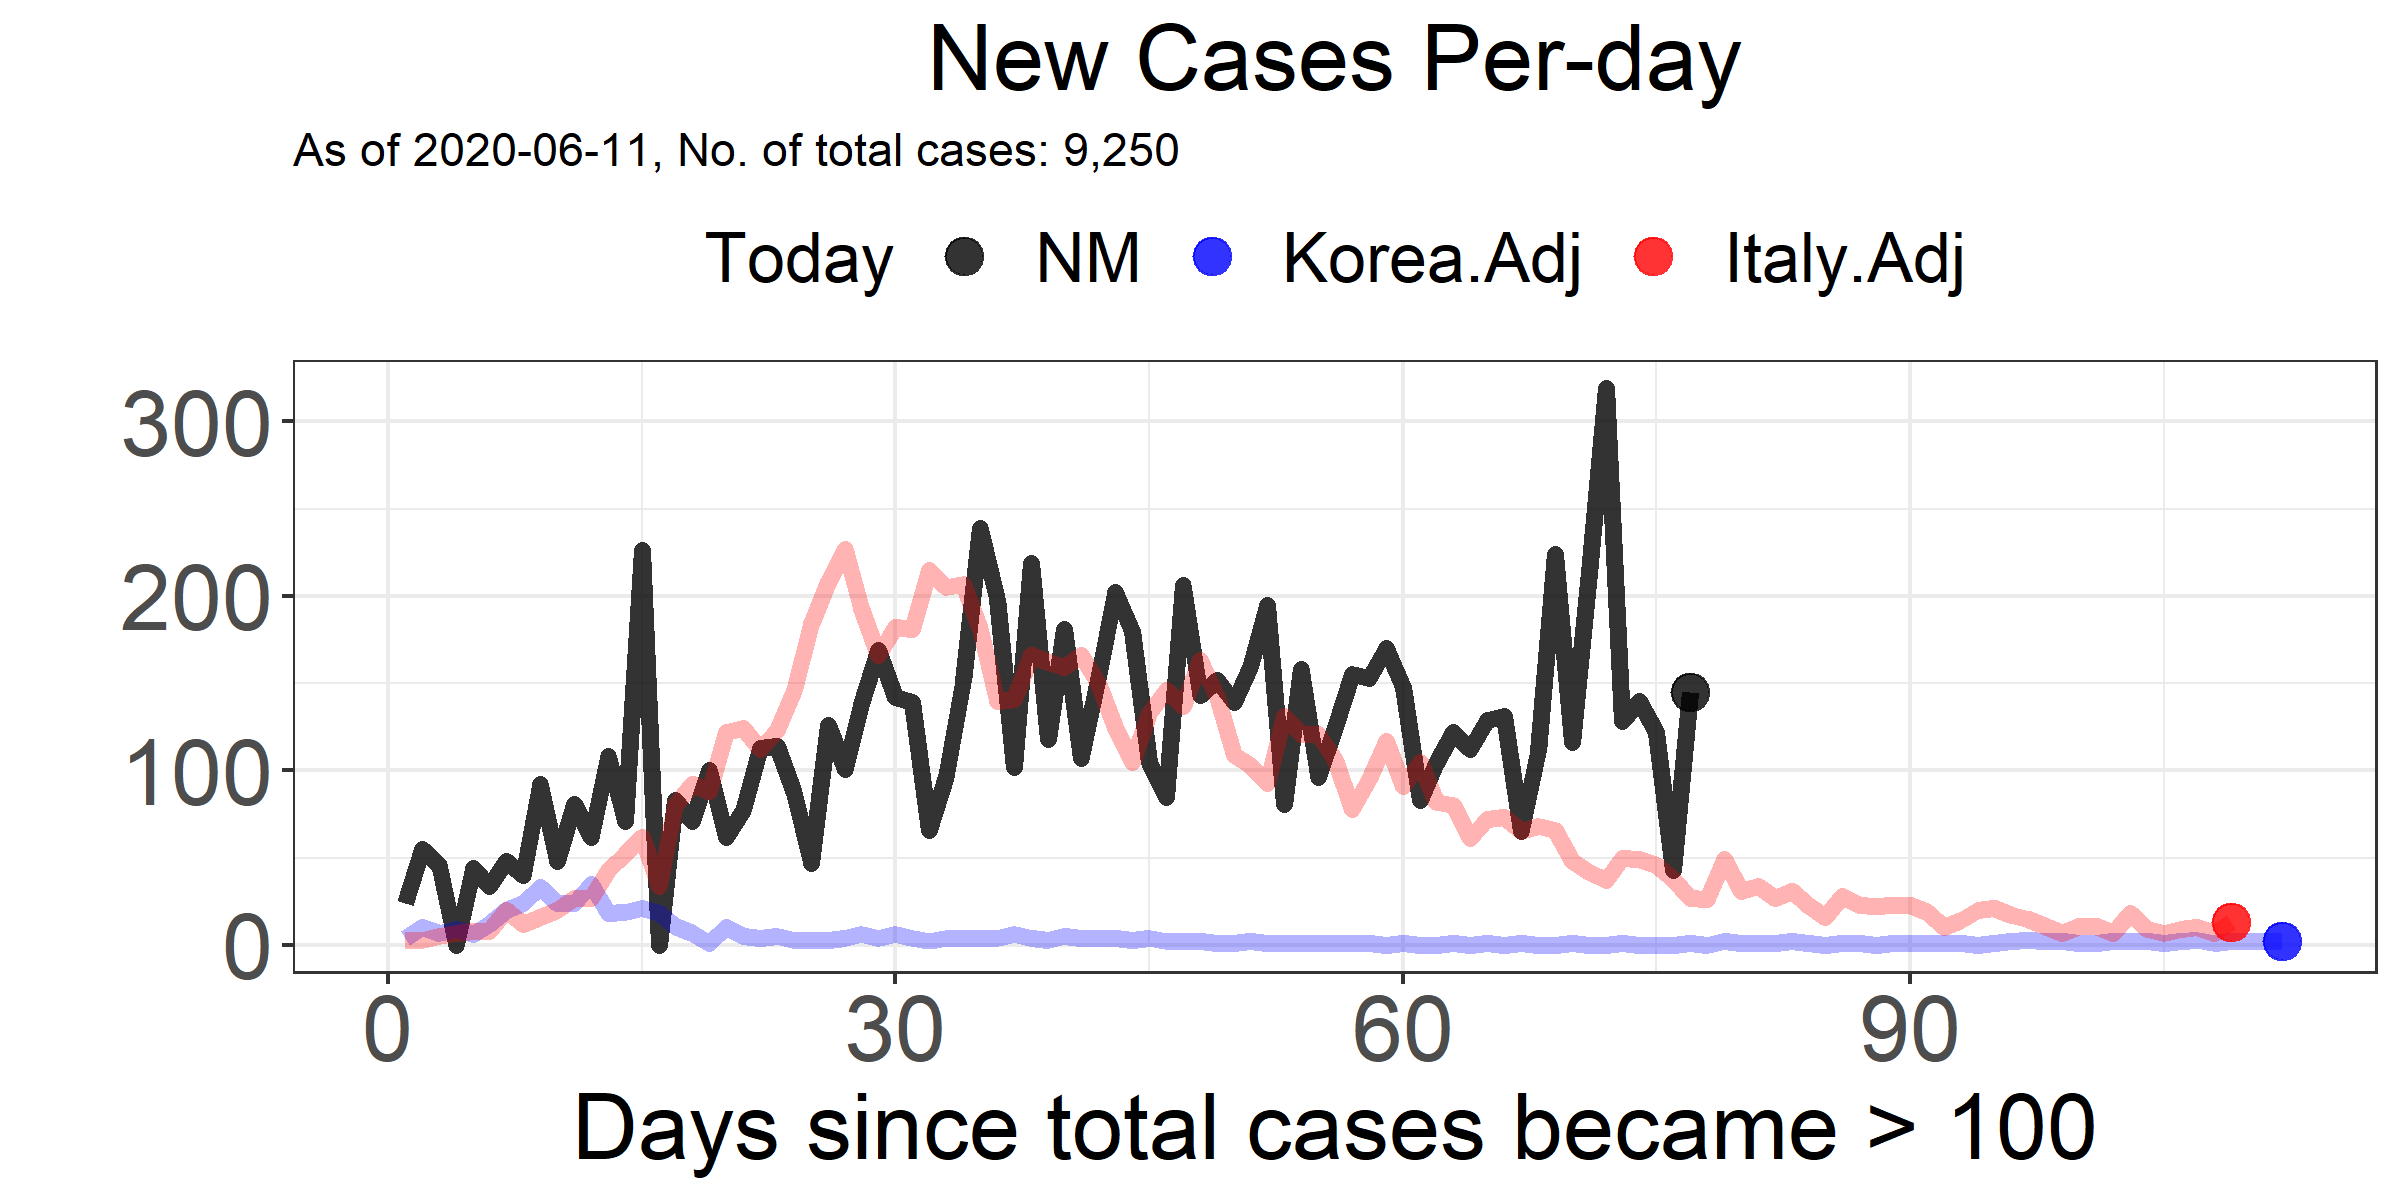 New Cases Per-day
As of 2020-06-11, No. of total cases: 9,250
Today NM Korea.Adj Italy.Adj
300
200
100
0
0 30 60 90
Days since total cases became > 100